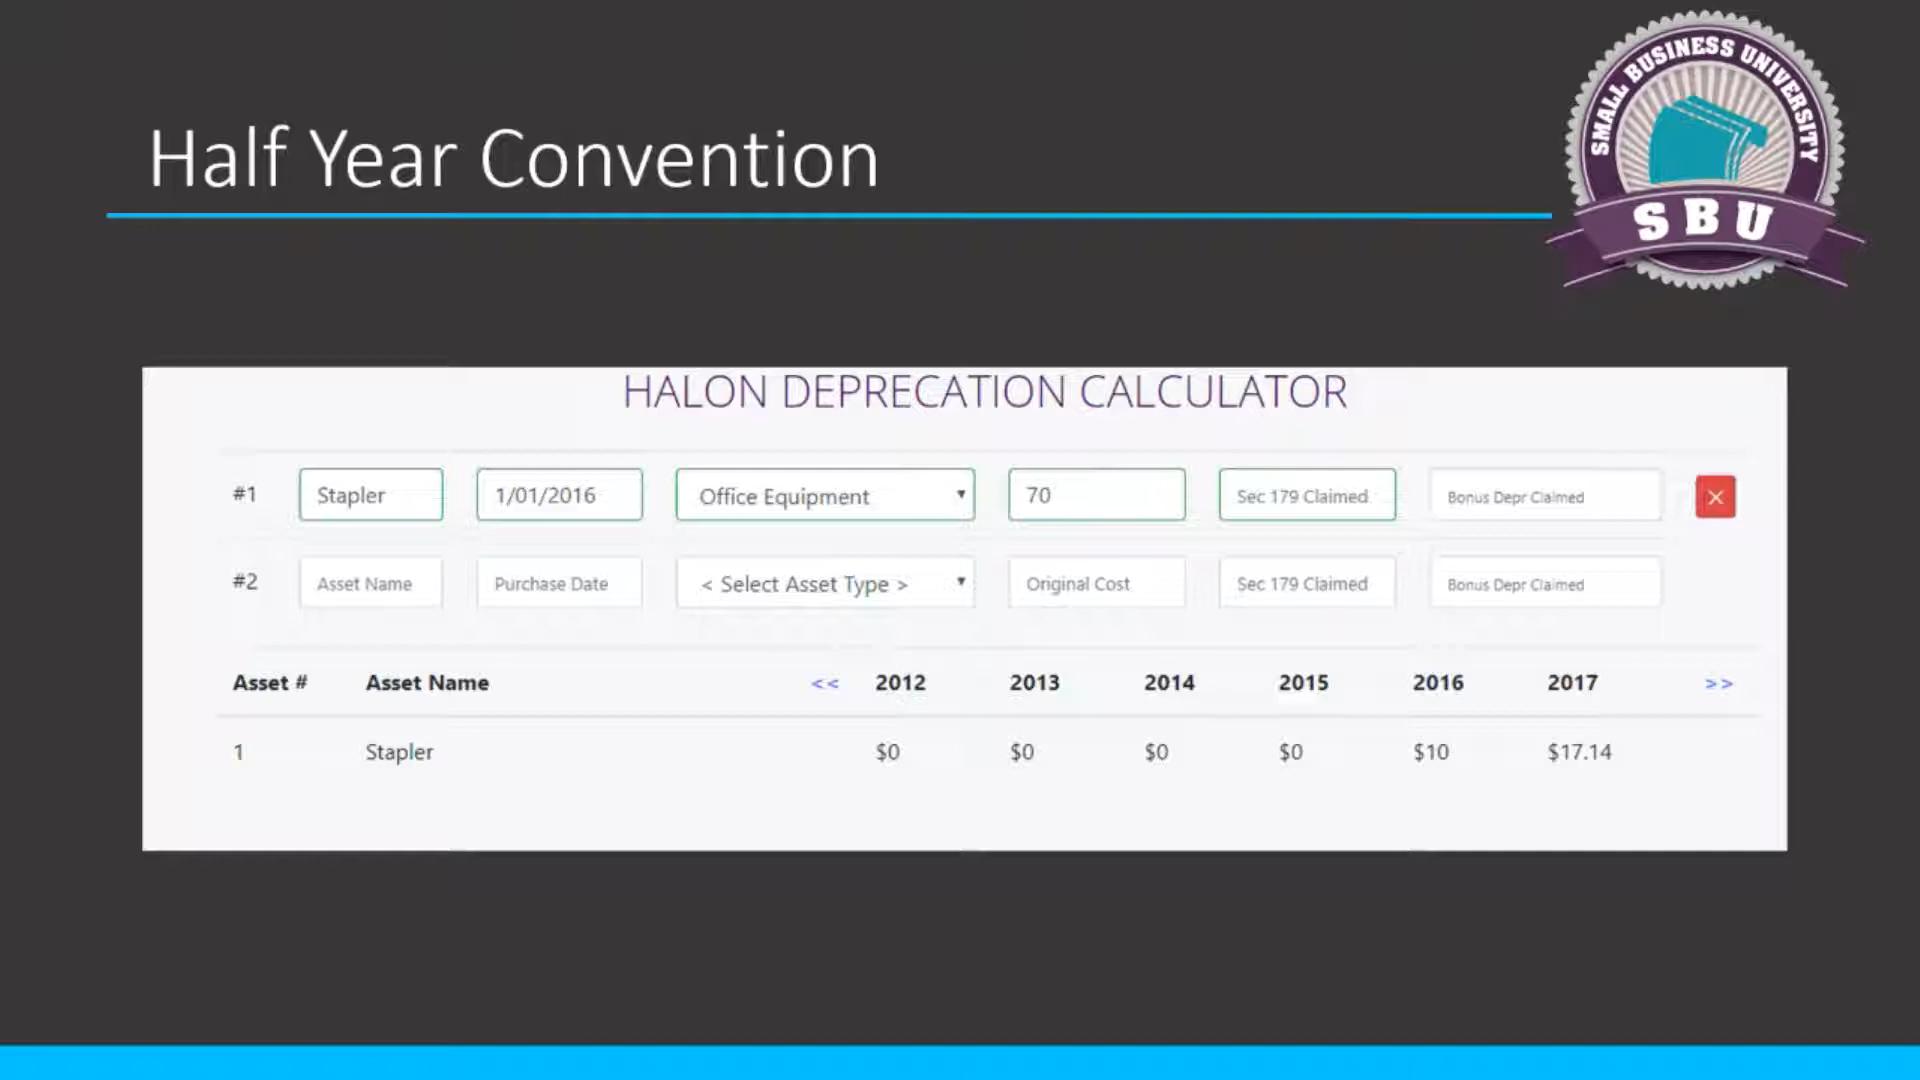 Half Year Convention
SMALL BUSINESS UNIVERSITY
SBU
HALON DEPRECATION CALCULATOR
#1 Stapler 1/01/2016 Office Equipment 70 Sec 179 Claimed Bonus Depr Claimed
#2 Asset Name Purchase Date < Select Asset Type > Original Cost Sec 179 Claimed Bonus Depr Claimed
Asset # Asset Name << 2012 2013 2014 2015 2016 2017 >>
1 Stapler $0 $0 $0 $0 $10 $17.14